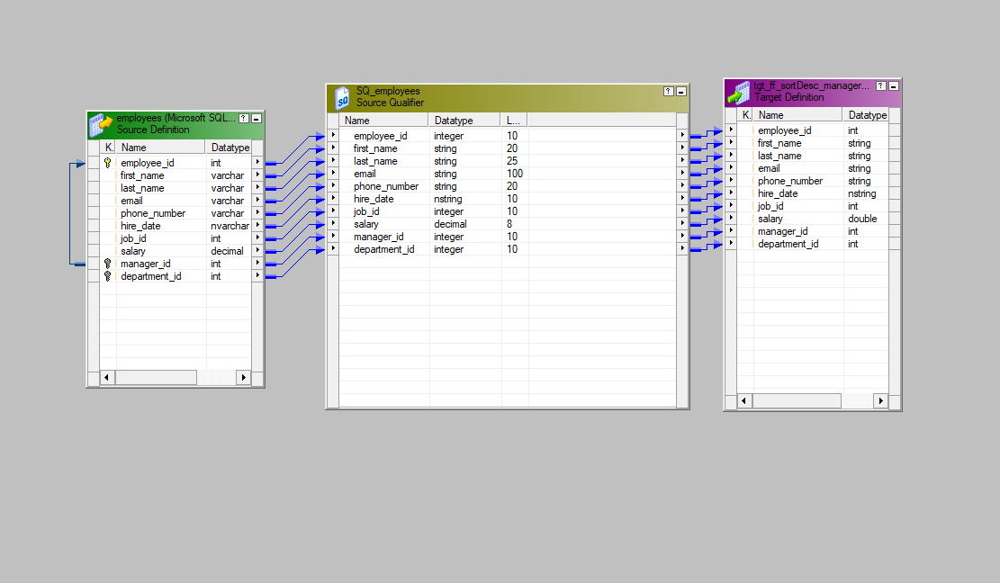 employees (Microsoft SQL...
Source Definition
K. Name Datatype
employee_id int
first_name varchar
last_name varchar
email varchar
phone_number varchar
hire_date nvarchar
job_id int
salary decimal
manager_id int
department_id int
SQ_employees
Source Qualifier
SQ
Name Datatype L...
employee_id integer 10
first_name string 20
last_name string 25
email string 100
phone_number string 20
hire_date nstring 10
job_id integer 10
salary decimal 8
manager_id integer 10
department_id integer 10
tgt_ff_sortDesc_manager...
Target Definition
K. Name Datatype
employee_id int
first_name string
last_name string
email string
phone_number string
hire_date nstring
job_id int
salary double
manager_id int
department_id int